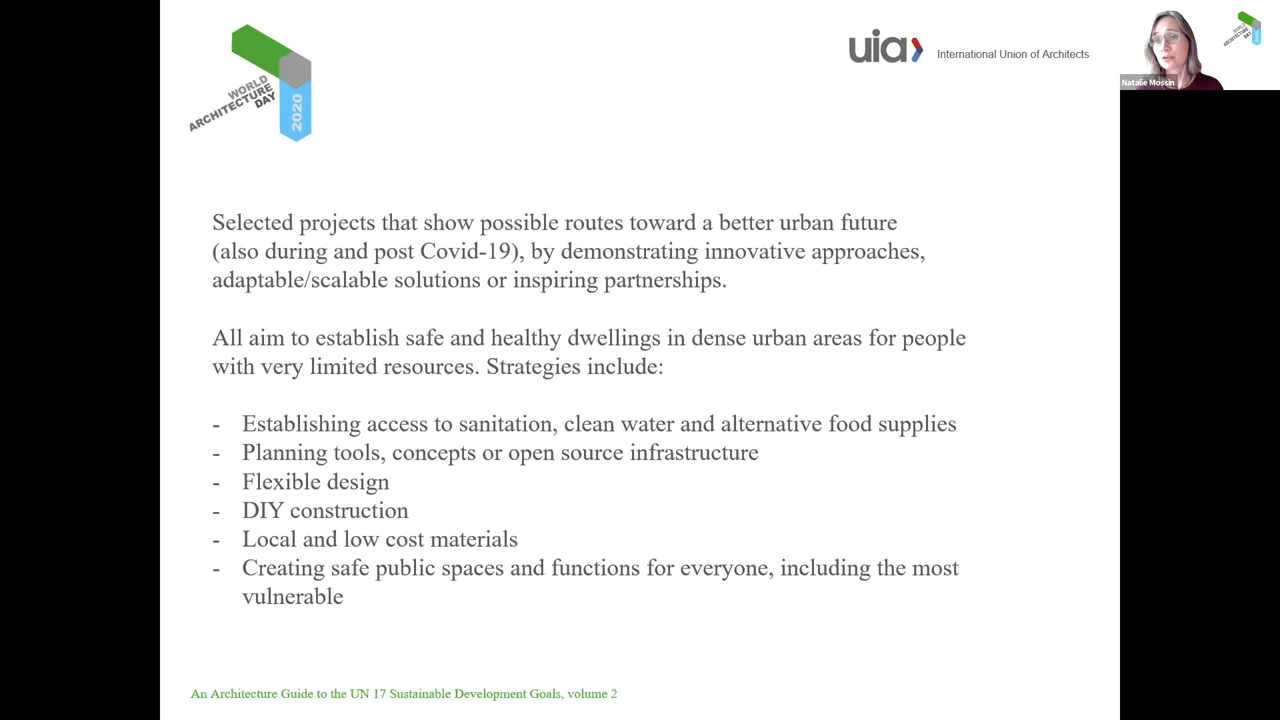 WORLD
ARCHITECTURE
DAY
2020
uia
International Union of Architects
Natalie Mossin
WORLD
ARCHITECTURE
DAY
Selected projects that show possible routes toward a better urban future
(also during and post Covid-19), by demonstrating innovative approaches,
adaptable/scalable solutions or inspiring partnerships.
All aim to establish safe and healthy dwellings in dense urban areas for people
with very limited resources. Strategies include:
- Establishing access to sanitation, clean water and alternative food supplies
- Planning tools, concepts or open source infrastructure
- Flexible design
- DIY construction
- Local and low cost materials
- Creating safe public spaces and functions for everyone, including the most
vulnerable
An Architecture Guide to the UN 17 Sustainable Development Goals, volume 2